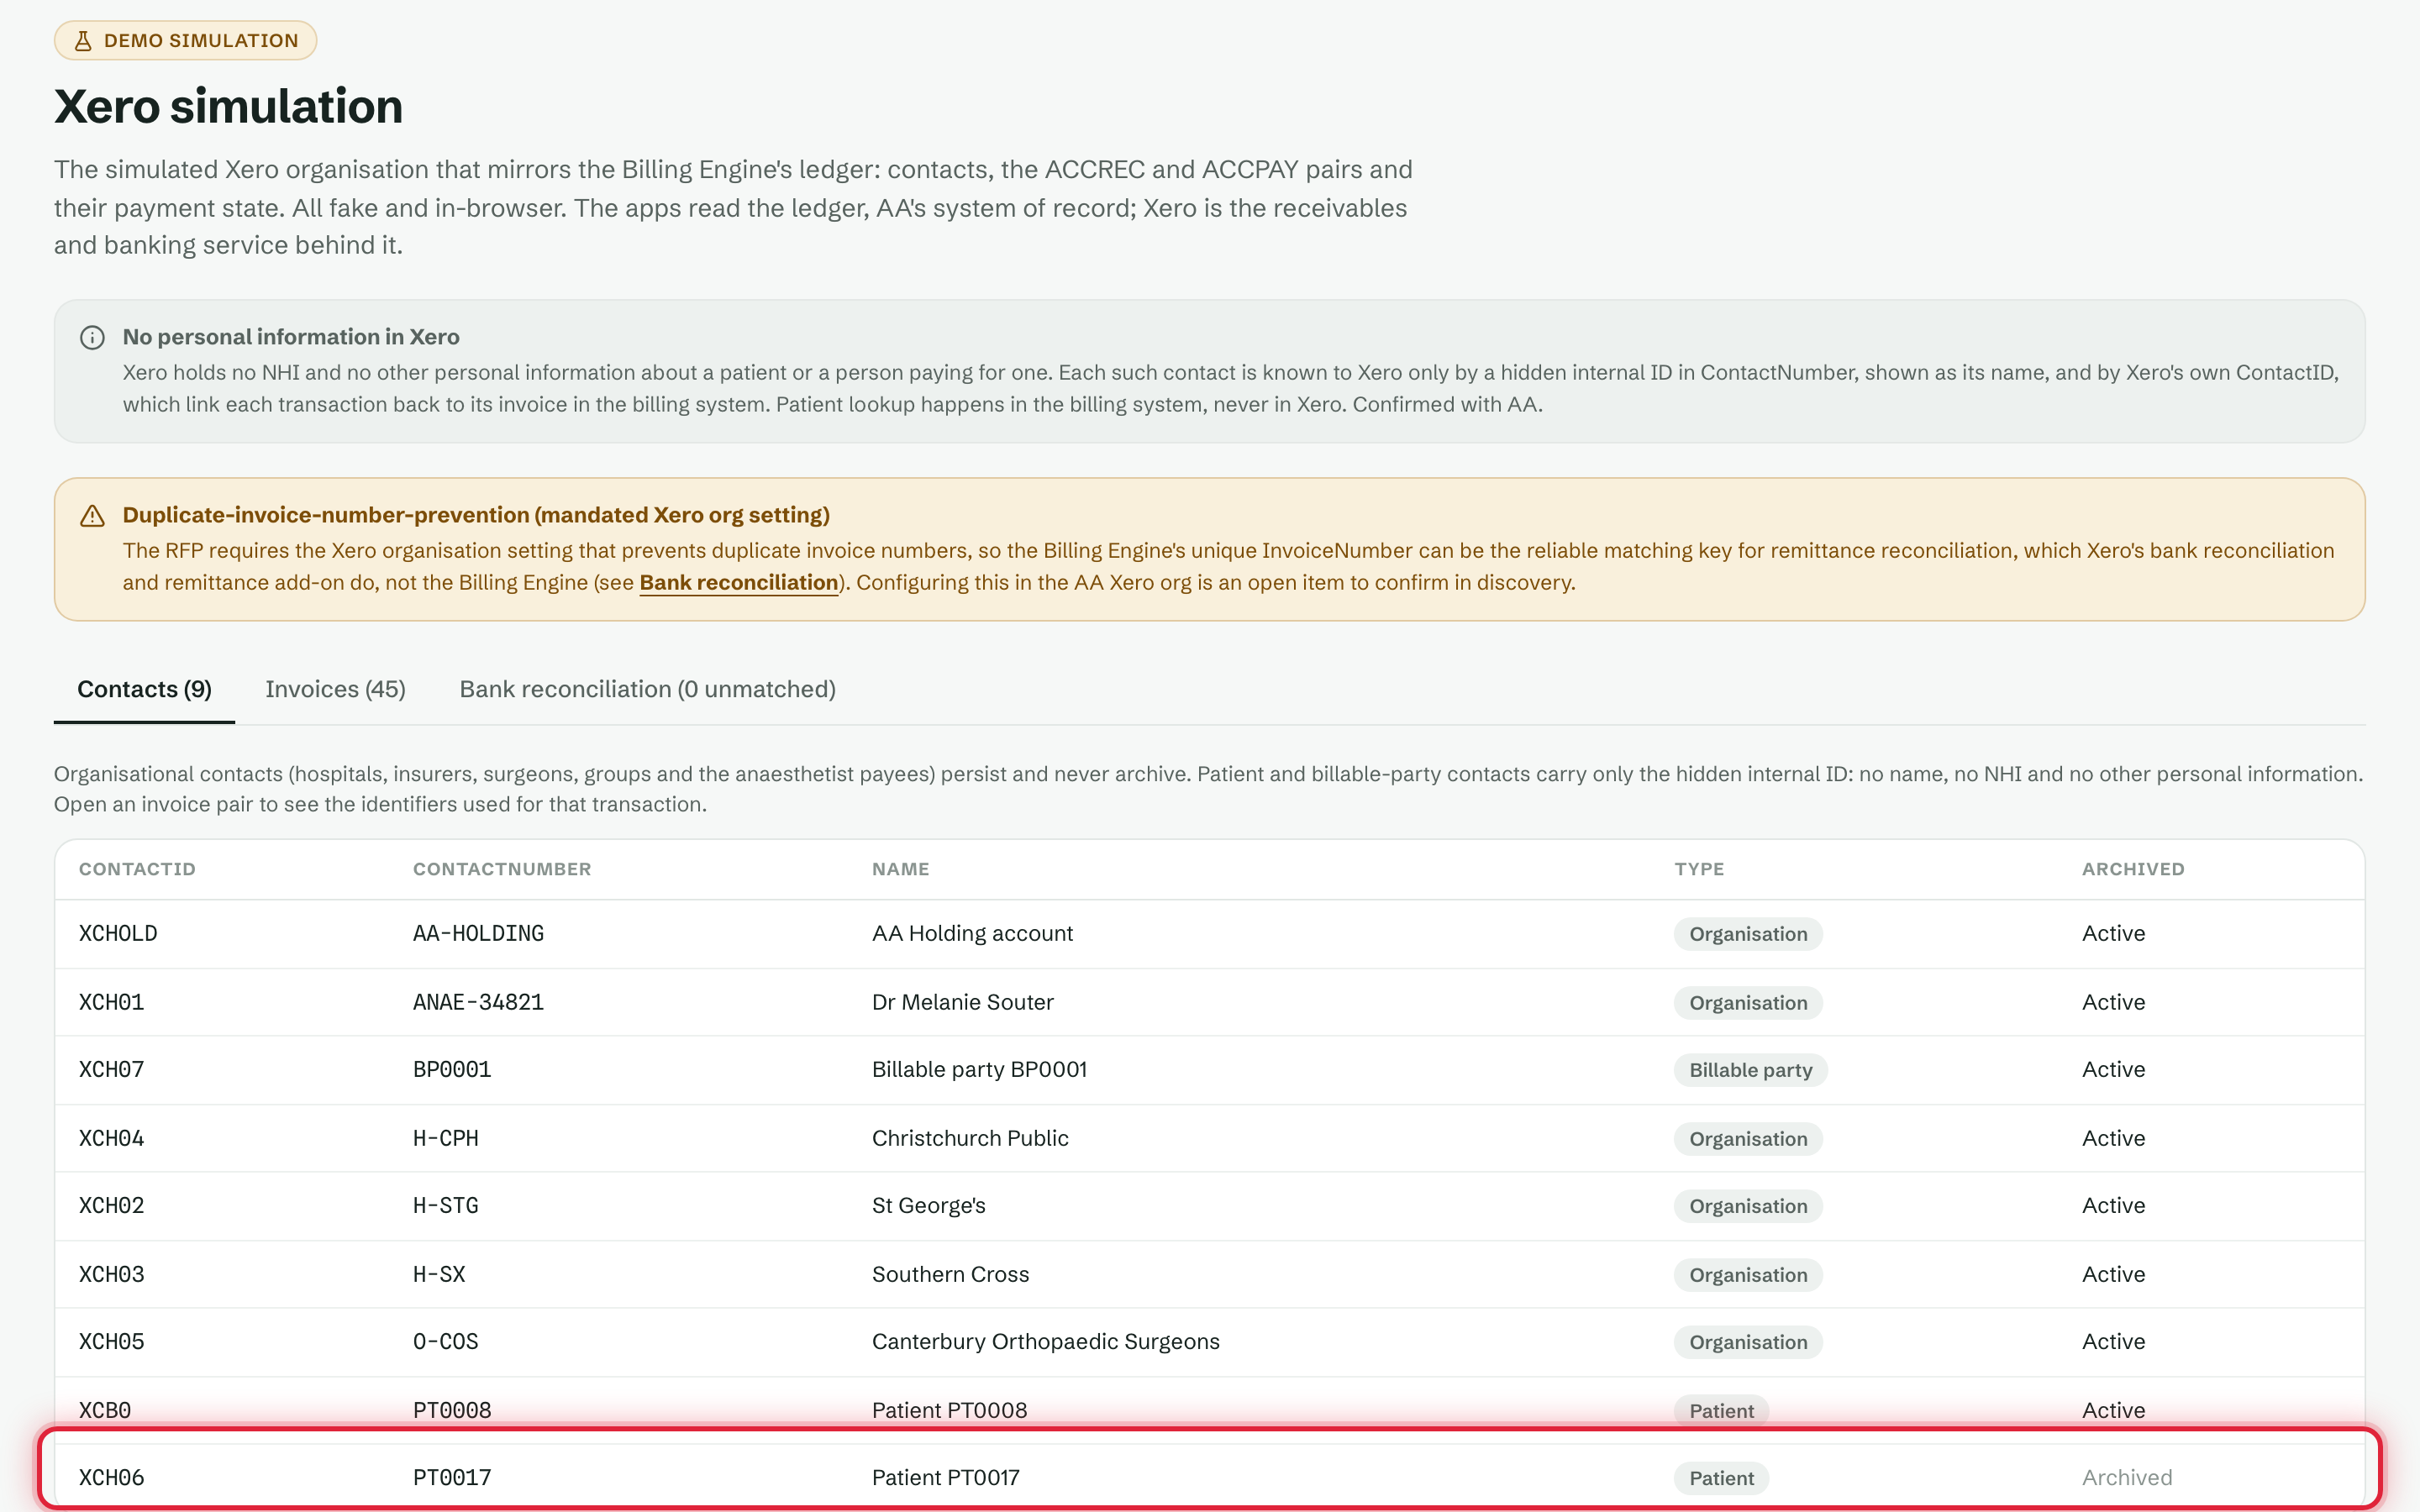 DEMO SIMULATION
Xero simulation
The simulated Xero organisation that mirrors the Billing Engine's ledger: contacts, the ACCREC and ACCPAY pairs and
their payment state. All fake and in-browser. The apps read the ledger, AA's system of record; Xero is the receivables
and banking service behind it.
No personal information in Xero
Xero holds no NHI and no other personal information about a patient or a person paying for one. Each such contact is known to Xero only by a hidden internal ID in ContactNumber, shown as its name, and by Xero's own ContactID,
which link each transaction back to its invoice in the billing system. Patient lookup happens in the billing system, never in Xero. Confirmed with AA.
Duplicate-invoice-number-prevention (mandated Xero org setting)
The RFP requires the Xero organisation setting that prevents duplicate invoice numbers, so the Billing Engine's unique InvoiceNumber can be the reliable matching key for remittance reconciliation, which Xero's bank reconciliation
and remittance add-on do, not the Billing Engine (see Bank reconciliation). Configuring this in the AA Xero org is an open item to confirm in discovery.
Contacts (9) Invoices (45) Bank reconciliation (0 unmatched)
Organisational contacts (hospitals, insurers, surgeons, groups and the anaesthetist payees) persist and never archive. Patient and billable-party contacts carry only the hidden internal ID: no name, no NHI and no other personal information.
Open an invoice pair to see the identifiers used for that transaction.
CONTACTID CONTACTNUMBER NAME TYPE ARCHIVED
XCHOLD AA-HOLDING AA Holding account Organisation Active
XCH01 ANAE-34821 Dr Melanie Souter Organisation Active
XCH07 BP0001 Billable party BP0001 Billable party Active
XCH04 H-CPH Christchurch Public Organisation Active
XCH02 H-STG St George's Organisation Active
XCH03 H-SX Southern Cross Organisation Active
XCH05 O-COS Canterbury Orthopaedic Surgeons Organisation Active
XCB0 PT0008 Patient PT0008 Patient Active
XCH06 PT0017 Patient PT0017 Patient Archived